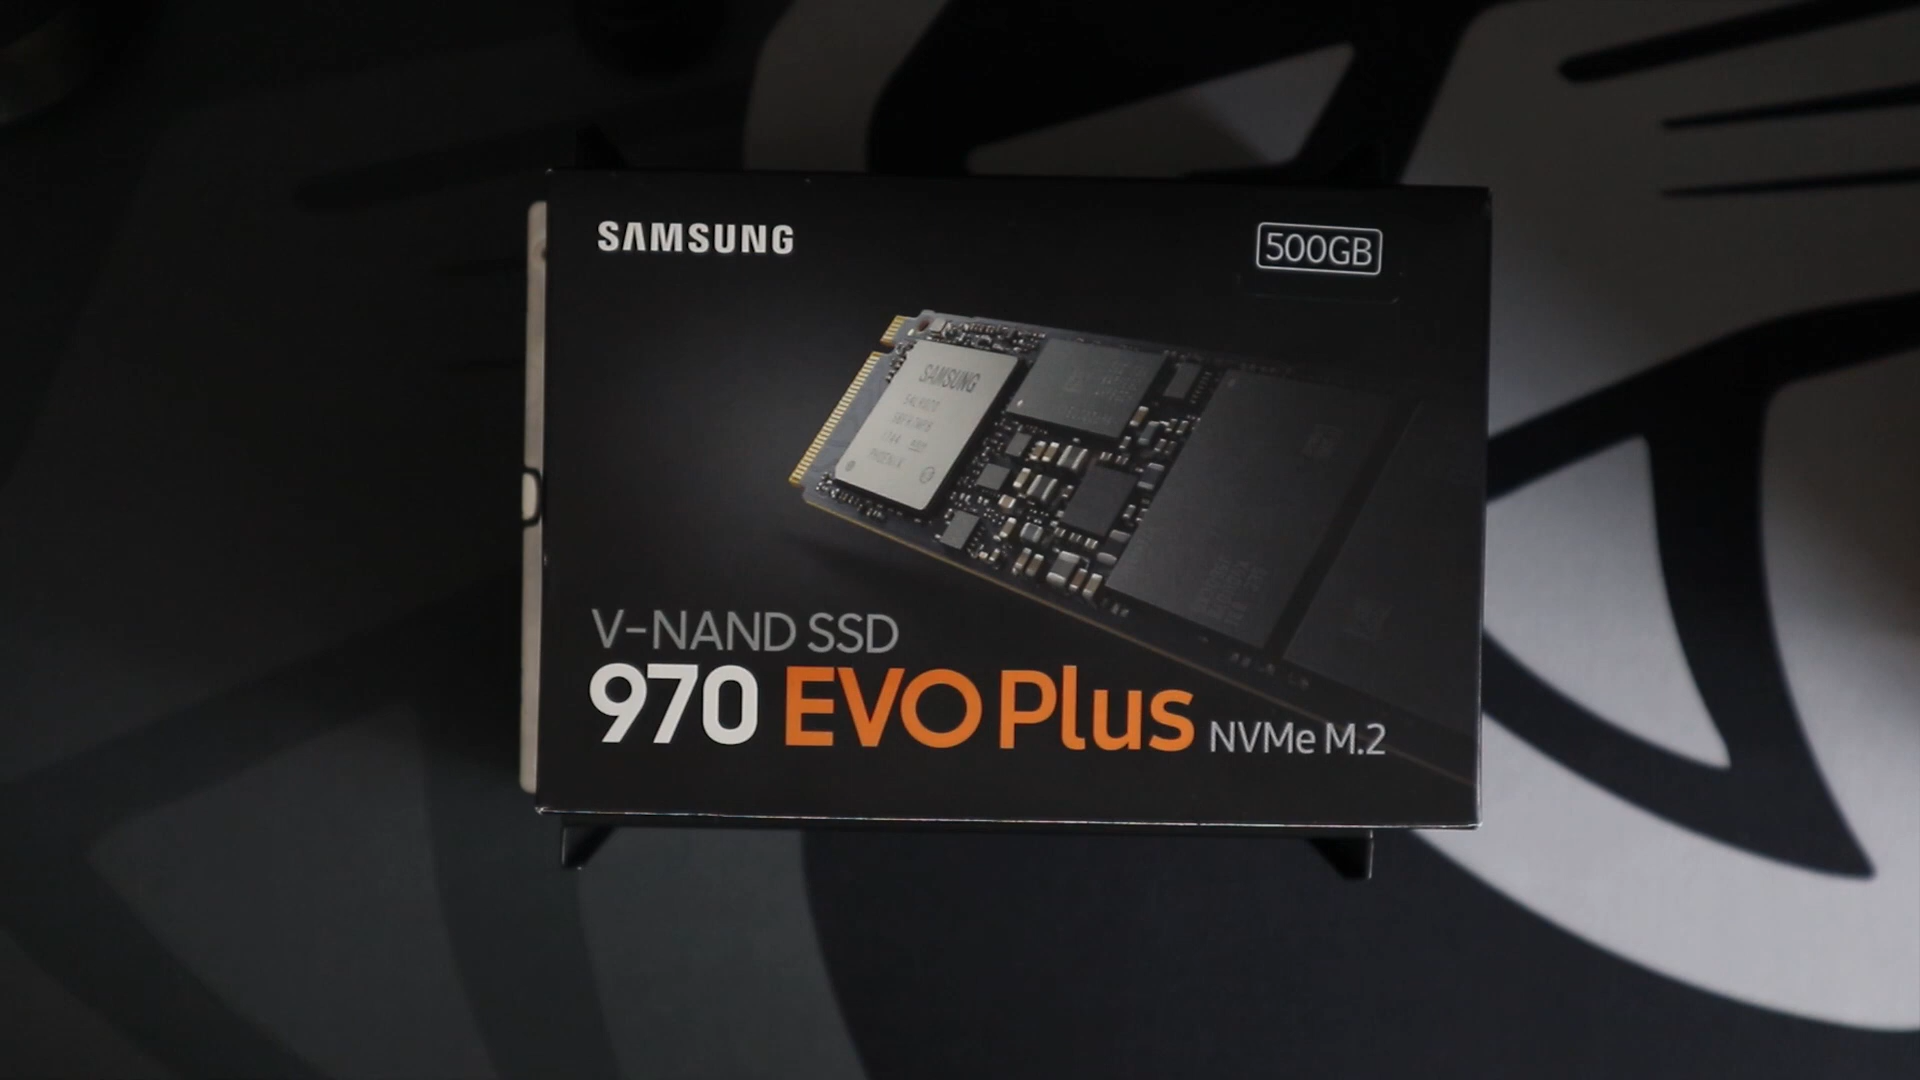 SAMSUNG
500GB
SAMSUNG
V-NAND SSD
970 EVO Plus NVMe M.2